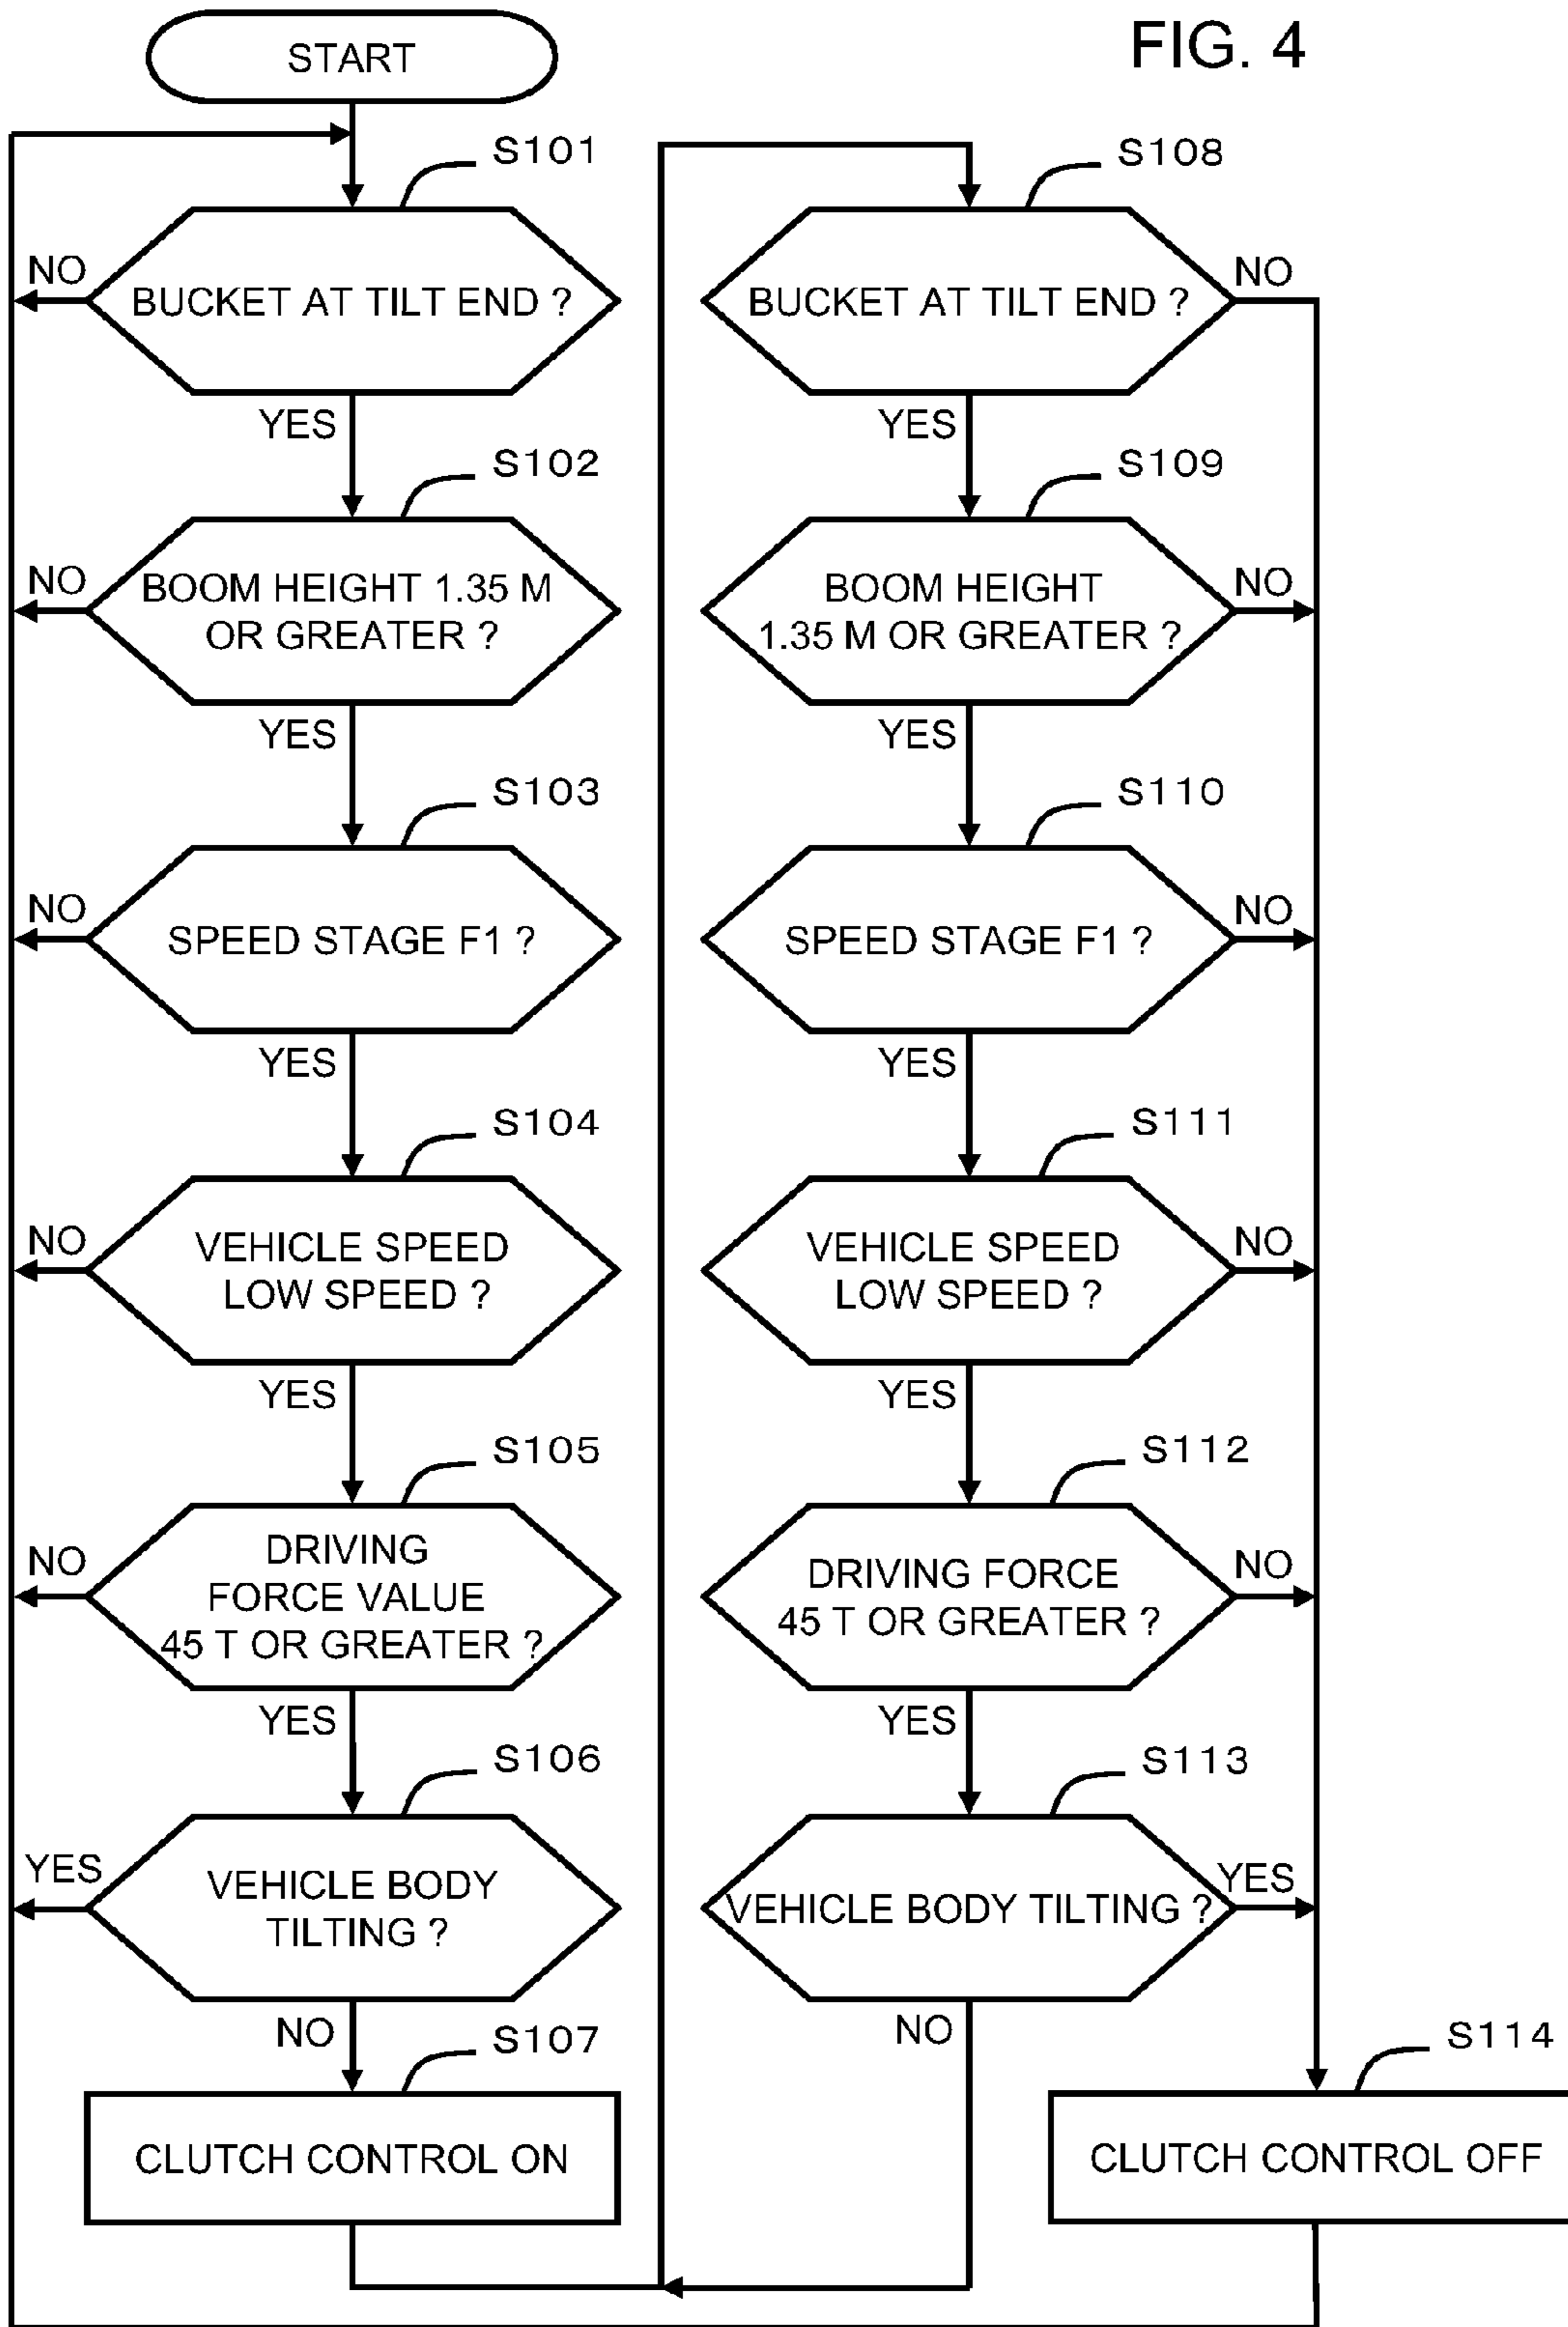 FIG. 4
START
S101
BUCKET AT TILT END ?
NO
YES
S102
BOOM HEIGHT 1.35 M
OR GREATER ?
NO
YES
S103
SPEED STAGE F1 ?
NO
YES
S104
VEHICLE SPEED
LOW SPEED ?
NO
YES
S105
DRIVING
FORCE VALUE
45 T OR GREATER ?
NO
YES
S106
VEHICLE BODY
TILTING ?
YES
NO
S107
CLUTCH CONTROL ON
S108
BUCKET AT TILT END ?
NO
YES
S109
BOOM HEIGHT
1.35 M OR GREATER ?
NO
YES
S110
SPEED STAGE F1 ?
NO
YES
S111
VEHICLE SPEED
LOW SPEED ?
NO
YES
S112
DRIVING FORCE
45 T OR GREATER ?
NO
YES
S113
VEHICLE BODY TILTING ?
YES
NO
S114
CLUTCH CONTROL OFF